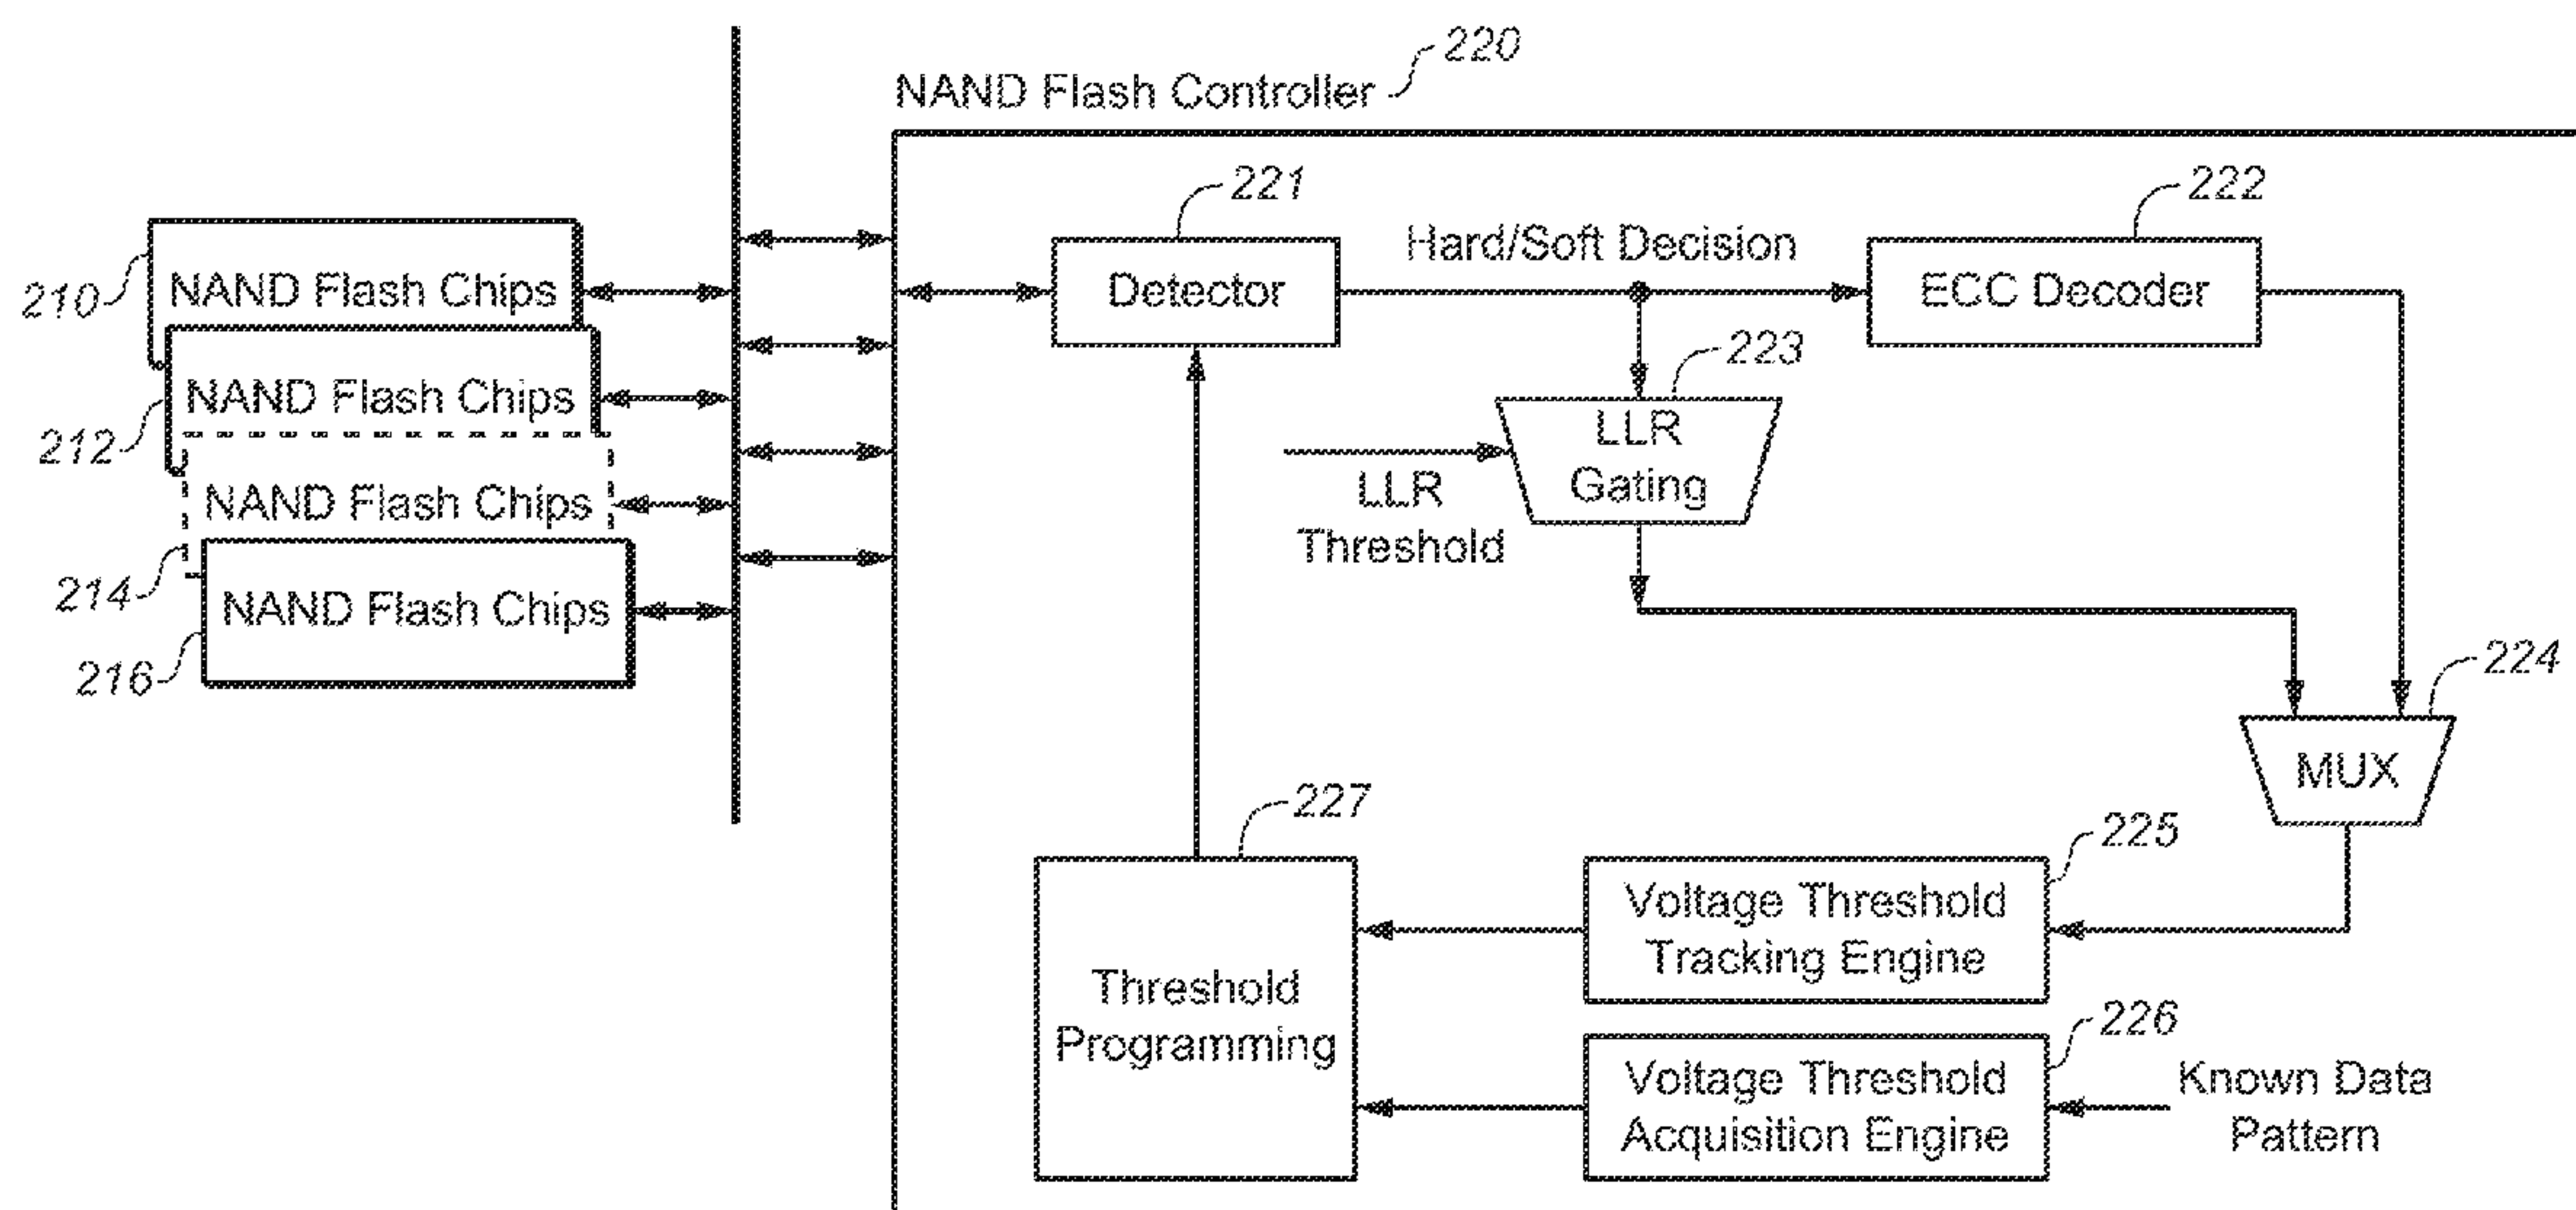 220
NAND Flash Controller
221
222
Hard/Soft Decision
210
NAND Flash Chips
Detector
ECC Decoder
223
212
NAND Flash Chips
LLR
Gating
LLR
Threshold
214
NAND Flash Chips
216
NAND Flash Chips
224
MUX
227
225
Voltage Threshold
Tracking Engine
Threshold
Programming
226
Voltage Threshold
Acquisition Engine
Known Data
Pattern